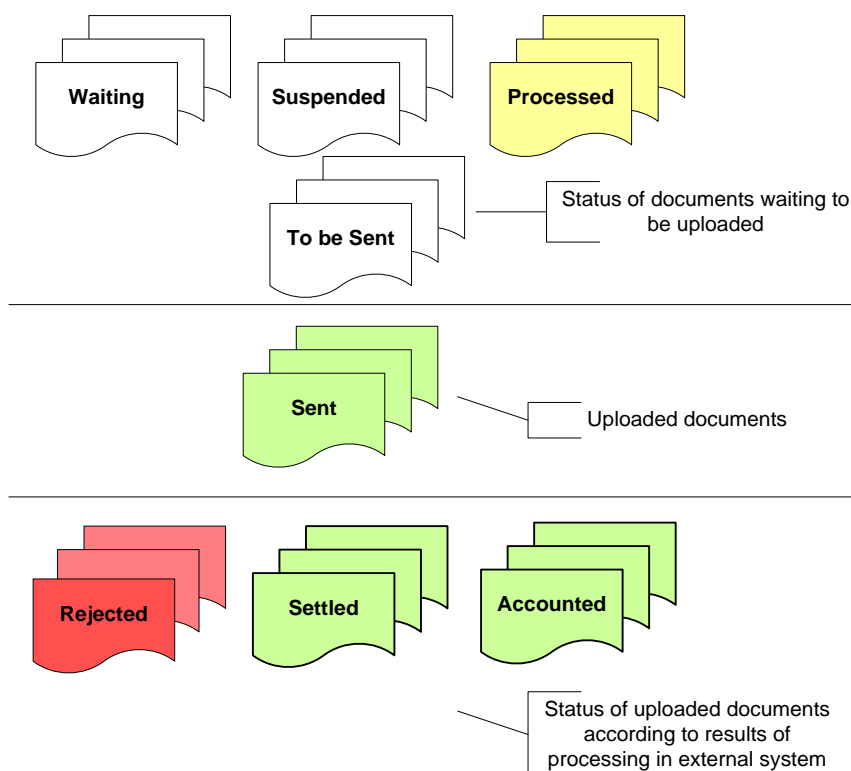 Waiting
Suspended
Processed
To be Sent
Status of documents waiting to
be uploaded
Sent
Uploaded documents
Rejected
Settled
Accounted
Status of uploaded documents
according to results of
processing in external system